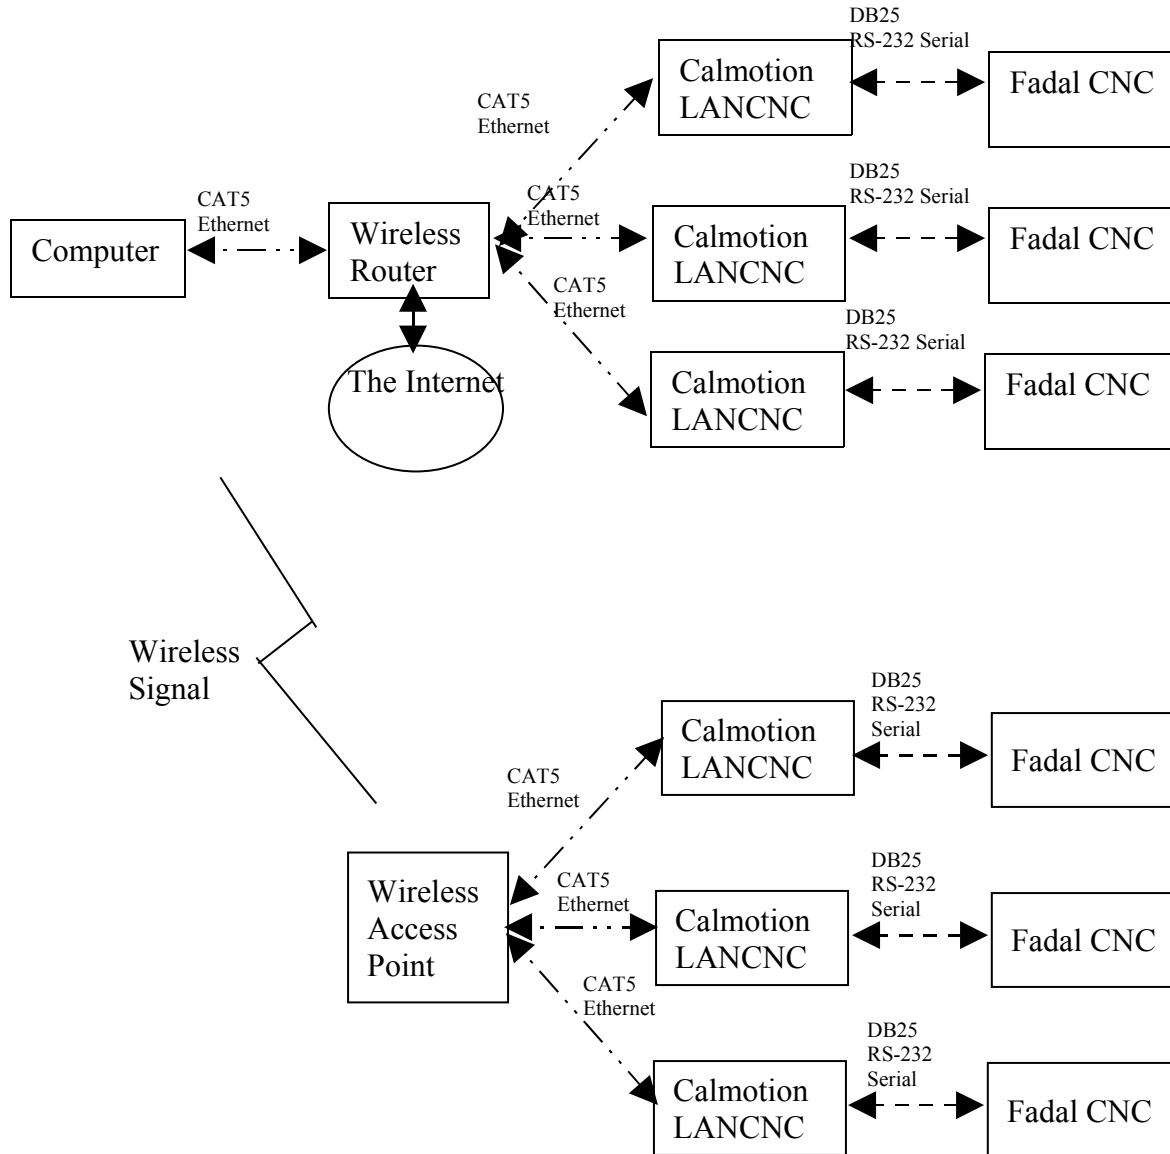 DB25
RS-232 Serial
Calmotion
LANCNC
Fadal CNC
CAT5
Ethernet
DB25
RS-232 Serial
CAT5
Ethernet
CAT5
Ethernet
Computer
Wireless
Router
Calmotion
LANCNC
Fadal CNC
CAT5
Ethernet
DB25
RS-232 Serial
The Internet
Calmotion
LANCNC
Fadal CNC
Wireless
Signal
DB25
RS-232
Serial
Calmotion
LANCNC
Fadal CNC
CAT5
Ethernet
DB25
RS-232
Serial
CAT5
Ethernet
Wireless
Access
Point
Calmotion
LANCNC
Fadal CNC
CAT5
Ethernet
DB25
RS-232
Serial
Calmotion
LANCNC
Fadal CNC